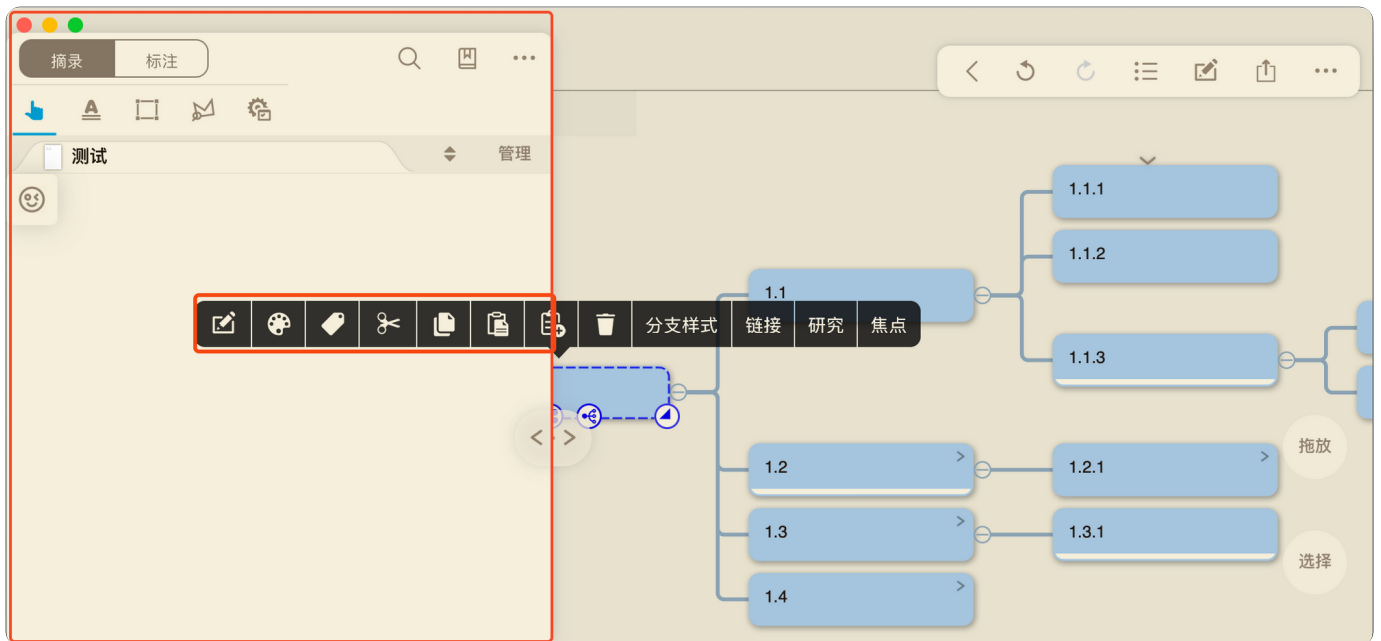 摘录 标注
A
测试 管理
1.1.1
1.1.2
1.1
分支样式 链接 研究 焦点
1.1.3
拖放
1.2 1.2.1
1.3 1.3.1
选择
1.4